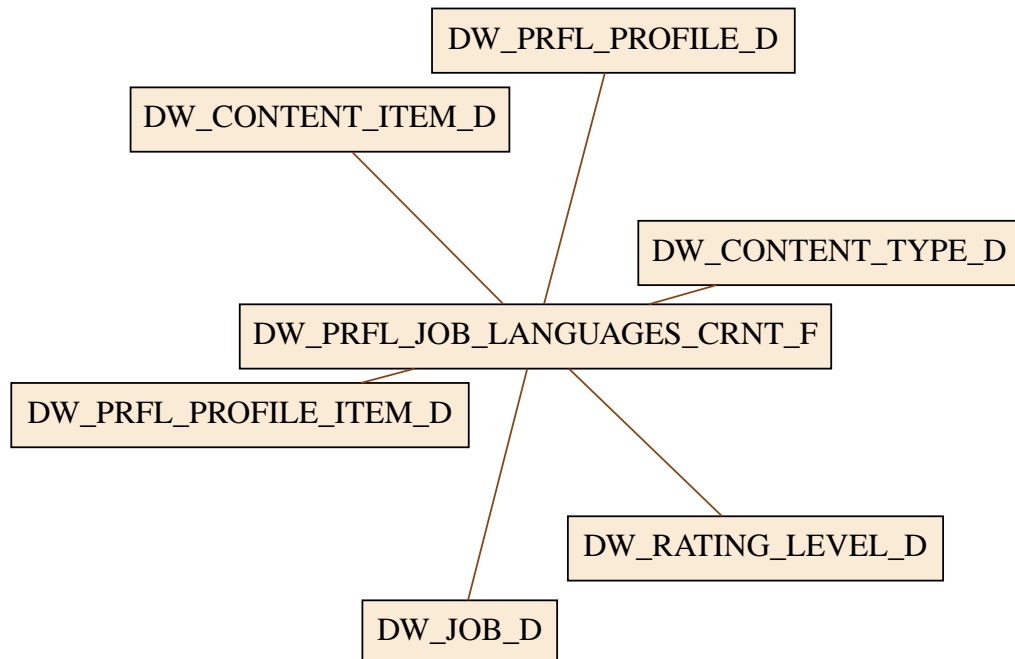 DW_PRFL_PROFILE_D
DW_CONTENT_ITEM_D
DW_CONTENT_TYPE_D
DW_PRFL_JOB_LANGUAGES_CRNT_F
DW_PRFL_PROFILE_ITEM_D
DW_RATING_LEVEL_D
DW_JOB_D